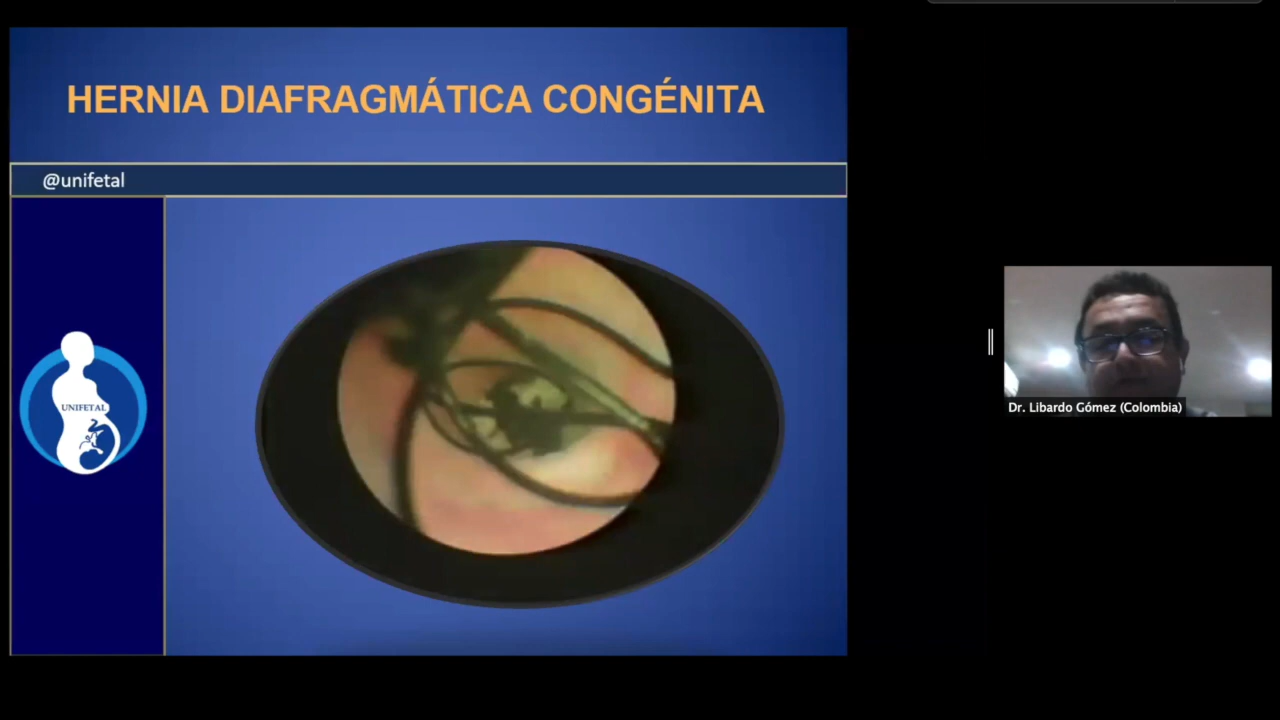 HERNIA DIAFRAGMÁTICA CONGÉNITA
@unifetal
UNIFETAL
Dr. Libardo Gómez (Colombia)